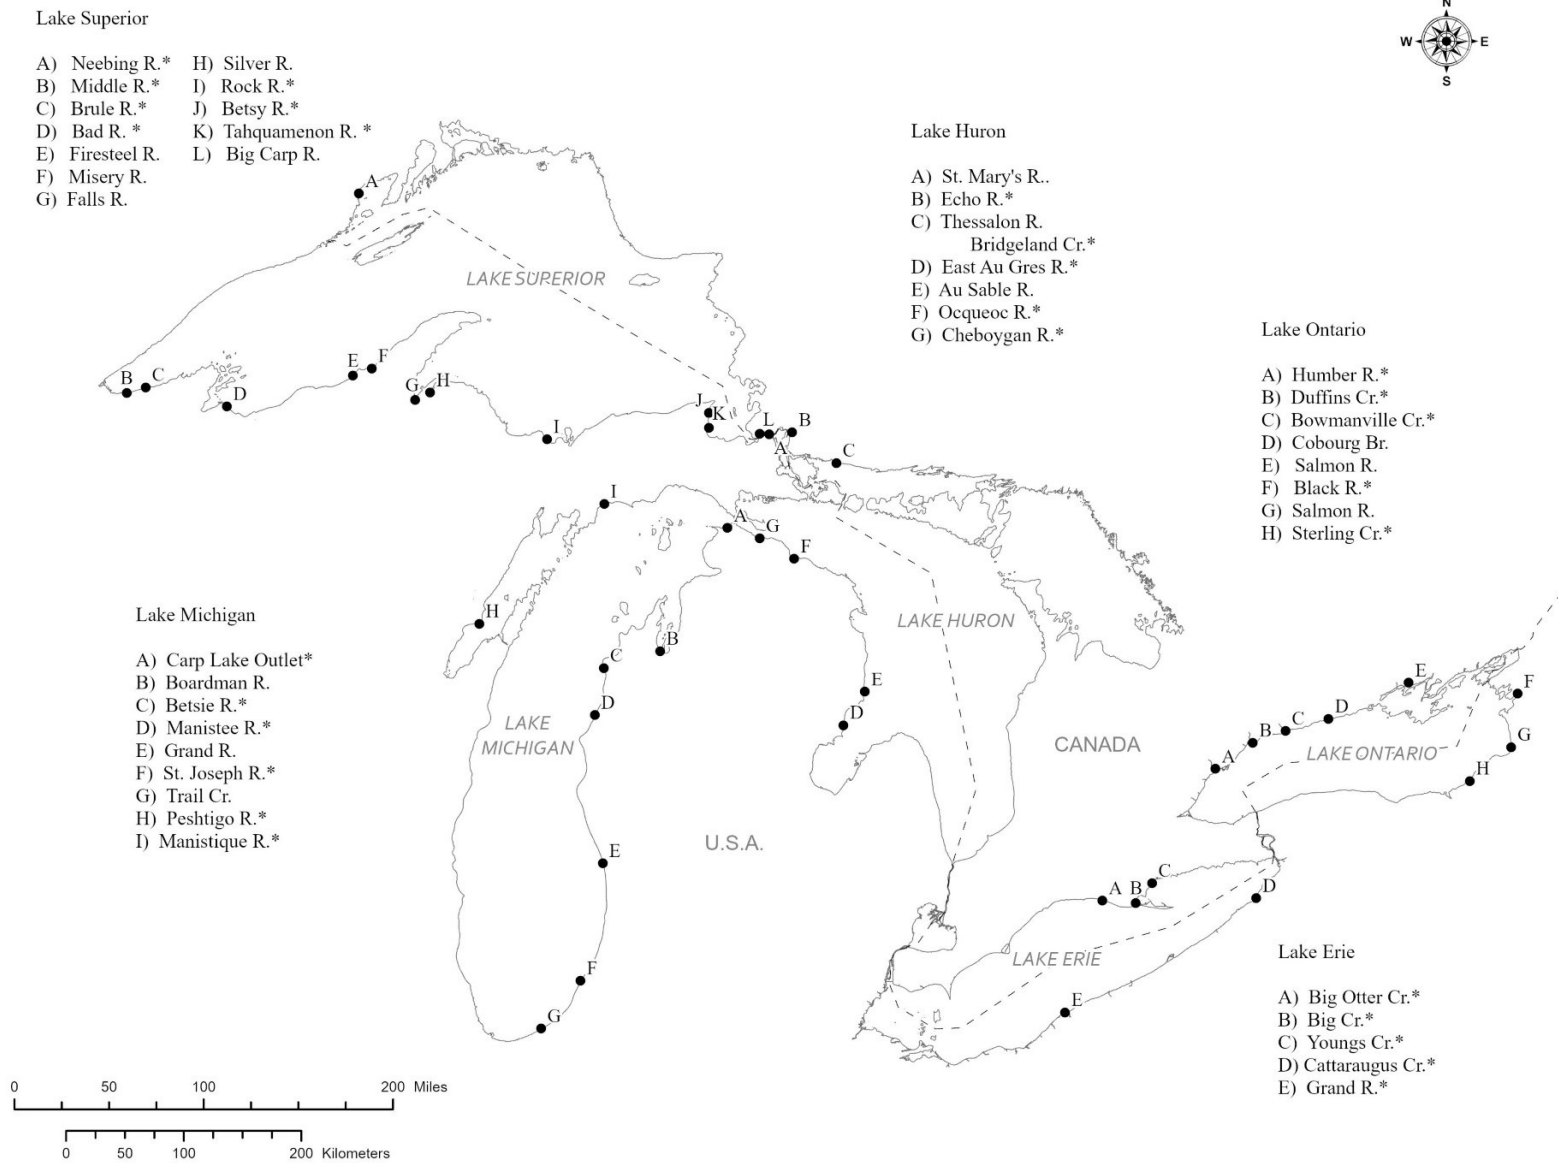 Lake Superior
A) Neebing R.* H) Silver R.
B) Middle R.* I) Rock R.*
C) Brule R.* J) Betsy R.*
D) Bad R. * K) Tahquamenon R. *
E) Firesteel R. L) Big Carp R.
F) Misery R.
G) Falls R.
N
W E
S
Lake Huron
A) St. Mary's R..
B) Echo R.*
C) Thessalon R.
Bridgeland Cr.*
D) East Au Gres R.*
E) Au Sable R.
F) Ocqueoc R.*
G) Cheboygan R.*
Lake Ontario
A) Humber R.*
B) Duffins Cr.*
C) Bowmanville Cr.*
D) Cobourg Br.
E) Salmon R.
F) Black R.*
G) Salmon R.
H) Sterling Cr.*
Lake Michigan
A) Carp Lake Outlet*
B) Boardman R.
C) Betsie R.*
D) Manistee R.*
E) Grand R.
F) St. Joseph R.*
G) Trail Cr.
H) Peshtigo R.*
I) Manistique R.*
Lake Erie
A) Big Otter Cr.*
B) Big Cr.*
C) Youngs Cr.*
D) Cattaraugus Cr.*
E) Grand R.*
LAKE SUPERIOR
A
B
C
D
E
F
G
H
I
J
K
L
LAKE HURON
A
B
C
D
E
F
G
LAKE
MICHIGAN
A
B
C
D
E
F
G
H
I
CANADA
U.S.A.
LAKE ONTARIO
A
B
C
D
E
F
G
H
LAKE ERIE
A
B
C
D
E
0 50 100 200 Miles
0 50 100 200 Kilometers